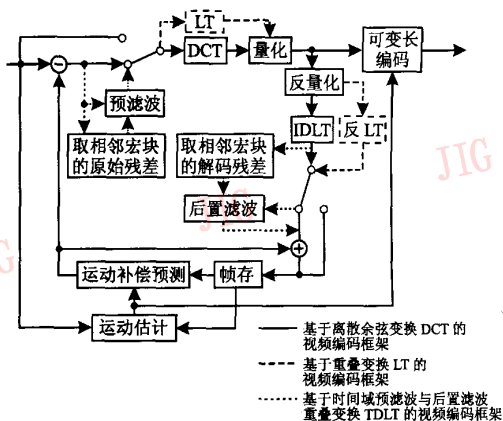 LT
DCT
量化
可变长
编码
预滤波
反量化
取相邻宏块
的原始残差
取相邻宏块
的解码残差
IDLT
反 LT
后置滤波
运动补偿预测
帧存
运动估计
基于离散余弦变换 DCT 的
视频编码框架
基于重叠变换 LT 的
视频编码框架
基于时间域预滤波与后置滤波
重叠变换 TDLT 的视频编码框架
JIG
JIG
JIG